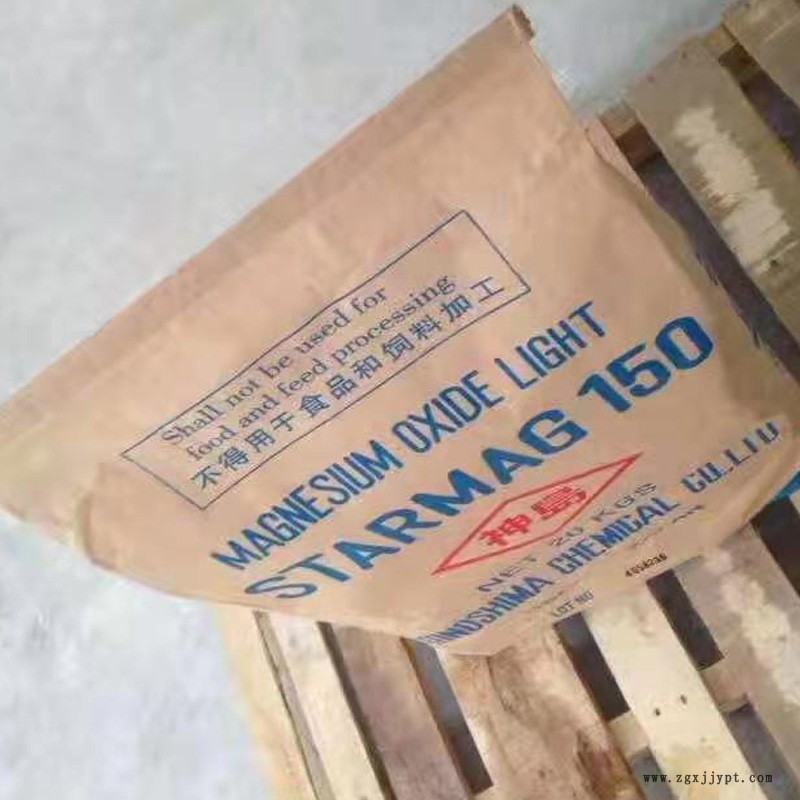 Shall not be used for
food and feed processing
不得用于食品和饲料加工
MAGNESIUM OXIDE LIGHT
STARMAG 150
神島
NET 20 KGS
CHEMICAL CO.,LTD
LOT NO
www.zgxjjypt.com